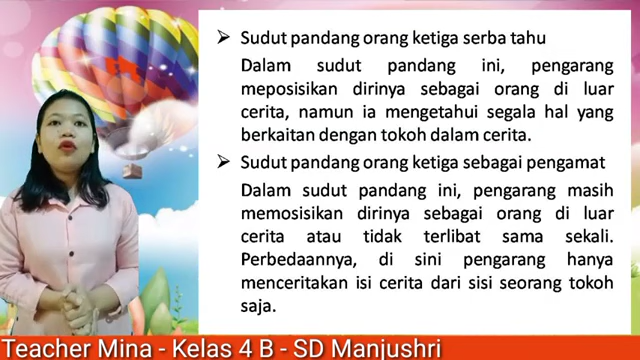 ➢ Sudut pandang orang ketiga serba tahu
Dalam sudut pandang ini, pengarang
meposisikan dirinya sebagai orang di luar
cerita, namun ia mengetahui segala hal yang
berkaitan dengan tokoh dalam cerita.
➢ Sudut pandang orang ketiga sebagai pengamat
Dalam sudut pandang ini, pengarang masih
memosisikan dirinya sebagai orang di luar
cerita atau tidak terlibat sama sekali.
Perbedaannya, di sini pengarang hanya
menceritakan isi cerita dari sisi seorang tokoh
saja.
Teacher Mina - Kelas 4 B - SD Manjushri